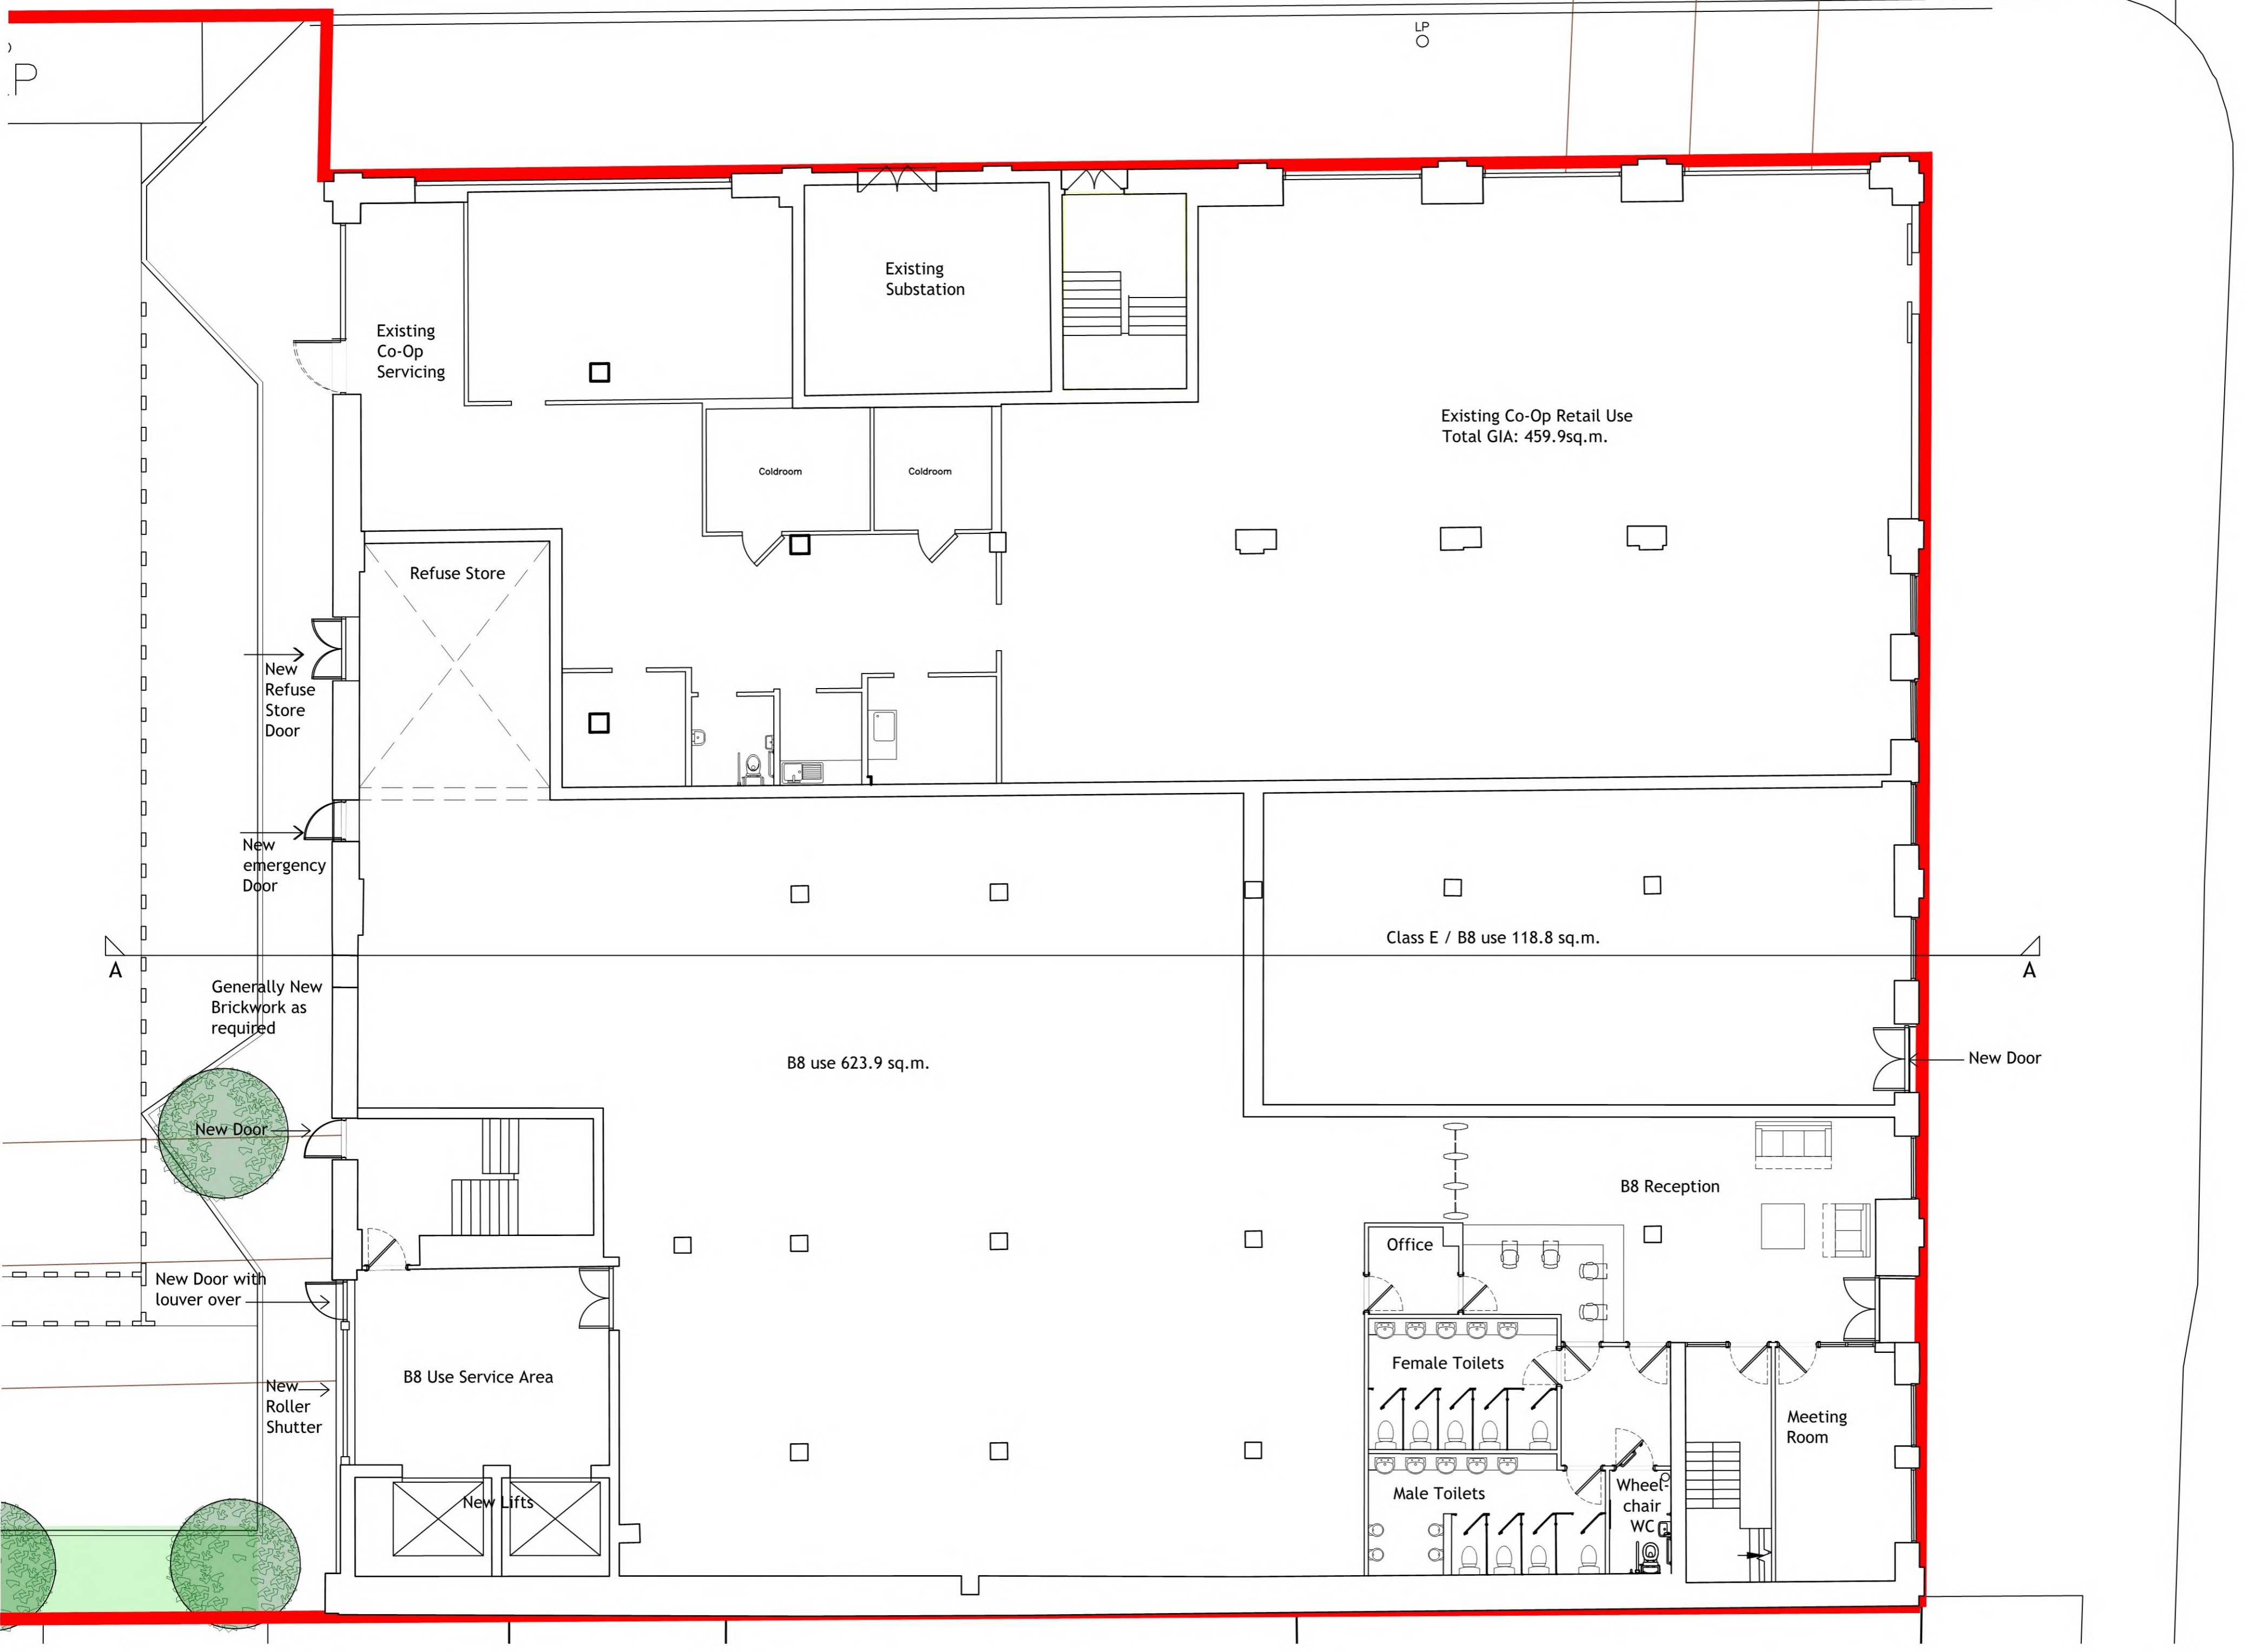 LP
P
Existing
Substation
Existing
Co-Op
Servicing
Existing Co-Op Retail Use
Total GIA: 459.9sq.m.
Coldroom
Coldroom
Refuse Store
New
Refuse
Store
Door
New
emergency
Door
Class E / B8 use 118.8 sq.m.
A
A
Generally New
Brickwork as
required
B8 use 623.9 sq.m.
New Door
New Door
B8 Reception
Office
New Door with
louver over
Female Toilets
B8 Use Service Area
New
Roller
Shutter
Meeting
Room
New Lifts
Male Toilets
Wheel-
chair
WC